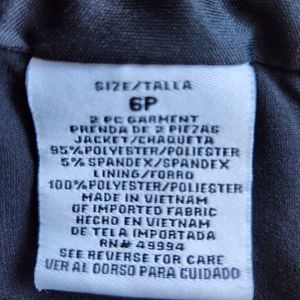 SIZE/TALLA
6P
2 PC GARMENT
PRENDA DE 2 PIEZAS
JACKET/CHAQUETA
95%POLYESTER/POLIESTER
5% SPANDEX/SPANDEX
LINING/FORRO
100%POLYESTER/POLIESTER
MADE IN VIETNAM
OF IMPORTED FABRIC
HECHO EN VIETNAM
DE TELA IMPORTADA
RN# 49994
SEE REVERSE FOR CARE
VER AL DORSO PARA CUIDADO